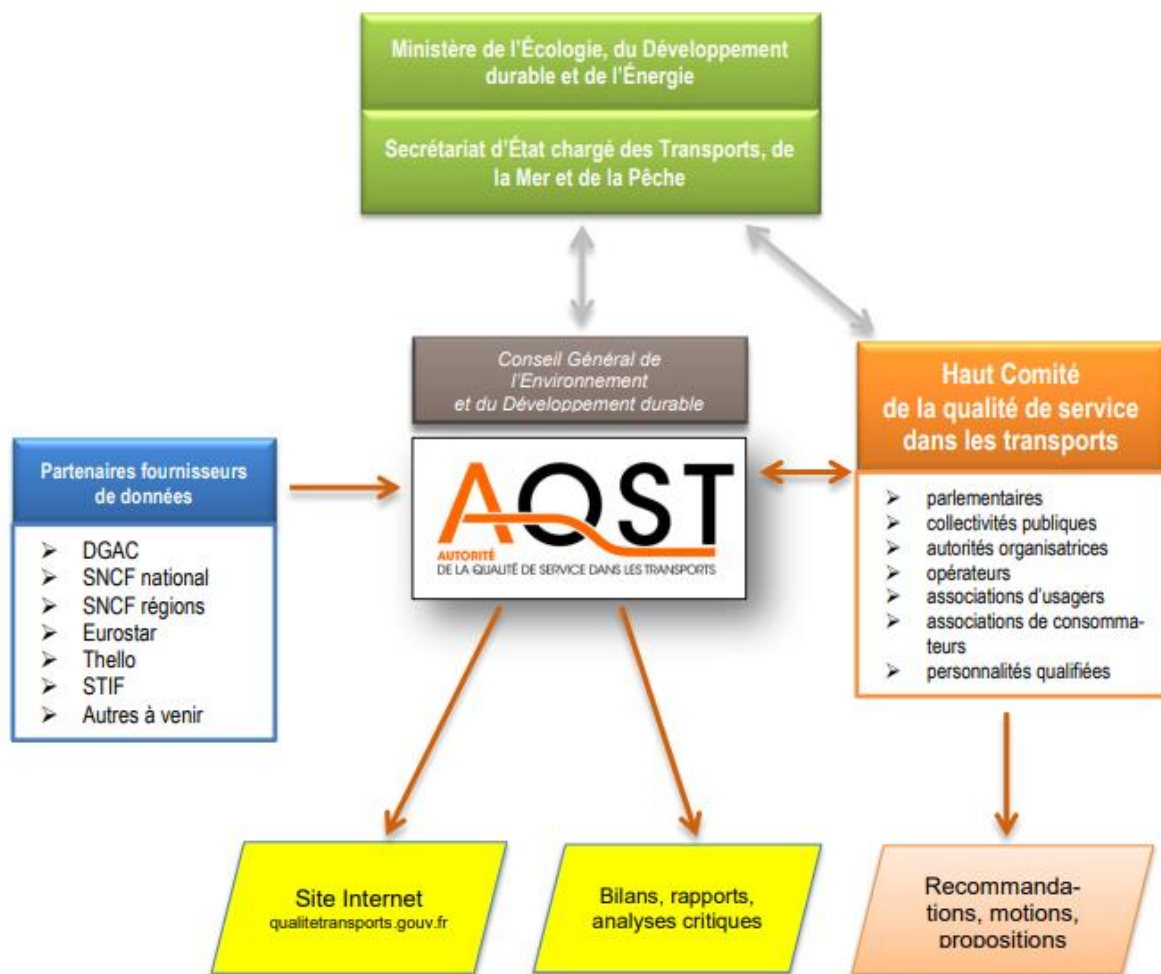 Ministère de l'Écologie, du Développement
durable et de l'Énergie
Secrétariat d'État chargé des Transports, de
la Mer et de la Pêche
Conseil Général de
l'Environnement
et du Développement durable
Haut Comité
de la qualité de service
dans les transports
Partenaires fournisseurs
de données
AQST
AUTORITÉ
DE LA QUALITÉ DE SERVICE DANS LES TRANSPORTS
➢ parlementaires
➢ collectivités publiques
➢ autorités organisatrices
➢ opérateurs
➢ associations d'usagers
➢ associations de consomma-
teurs
➢ personnalités qualifiées
➢ DGAC
➢ SNCF national
➢ SNCF régions
➢ Eurostar
➢ Thello
➢ STIF
➢ Autres à venir
Site Internet
qualitetransports.gouv.fr
Bilans, rapports,
analyses critiques
Recommanda-
tions, motions,
propositions